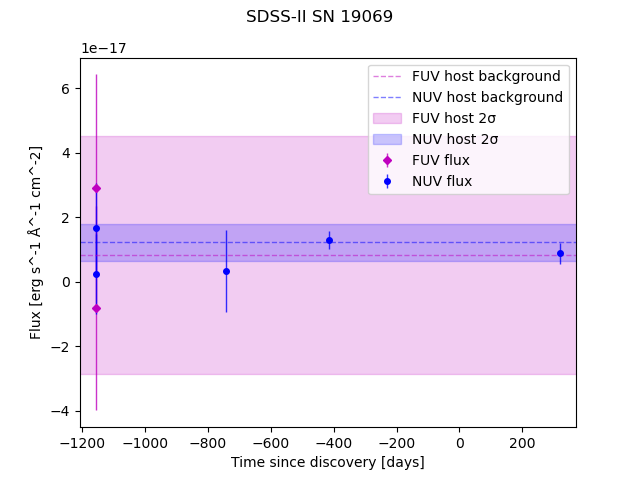 SDSS-II SN 19069
1e−17
FUV host background
NUV host background
FUV host 2σ
NUV host 2σ
FUV flux
NUV flux
6
4
2
0
−2
−4
Flux [erg s^-1 Å^-1 cm^-2]
−1200 −1000 −800 −600 −400 −200 0 200
Time since discovery [days]